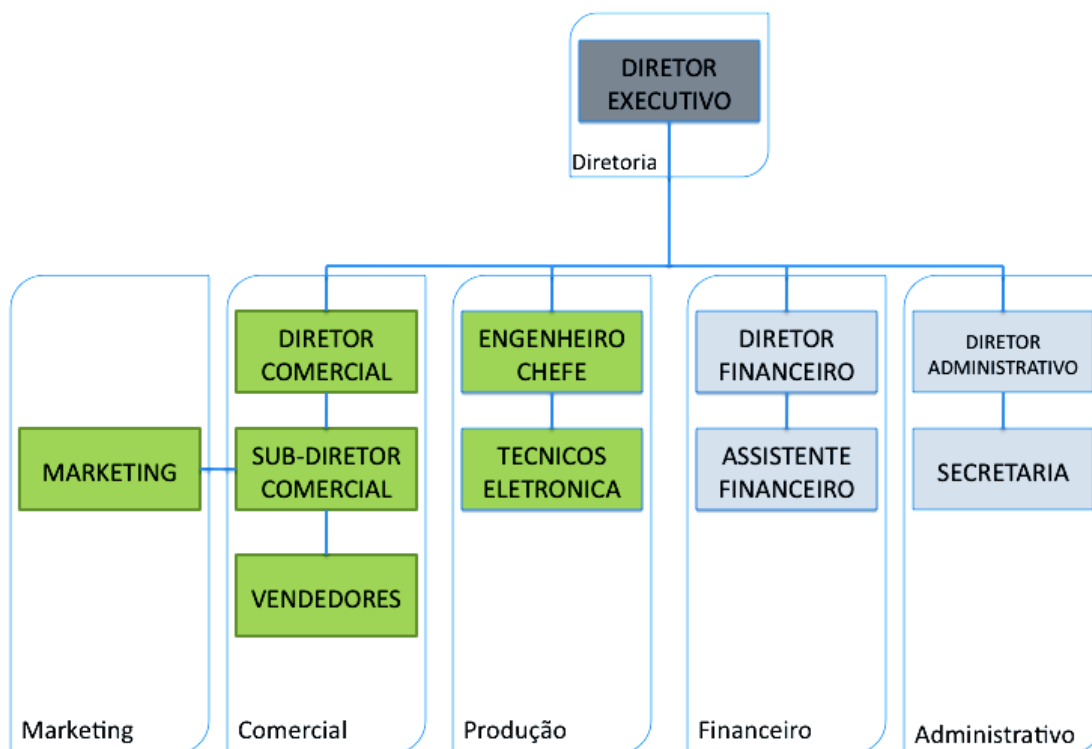 DIRETOR
EXECUTIVO
Diretoria
DIRETOR
COMERCIAL
ENGENHEIRO
CHEFE
DIRETOR
FINANCEIRO
DIRETOR
ADMINISTRATIVO
MARKETING
SUB-DIRETOR
COMERCIAL
TECNICOS
ELETRONICA
ASSISTENTE
FINANCEIRO
SECRETARIA
VENDEDORES
Marketing
Comercial
Produção
Financeiro
Administrativo